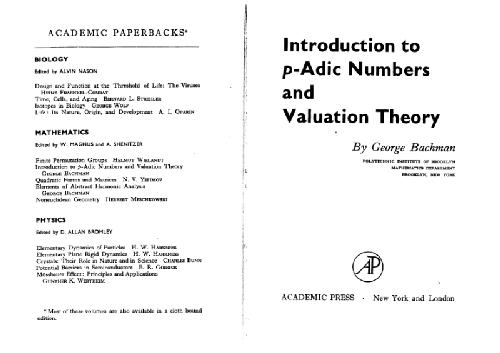 ACADEMIC PAPERBACKS*
BIOLOGY
Edited by ALVIN NASON
Design and Function at the Threshold of Life: The Viruses
HEINZ FRAENKEL-CONRAT
Time, Cells, and Aging BERNARD L. STREHLER
Isotopes in Biology GEORGE WOLF
Life: Its Nature, Origin, and Development A. I. OPARIN
MATHEMATICS
Edited by W. MAGNUS and A. SHENITZER
Finite Permutation Groups HELMUT WIELANDT
Introduction to p-Adic Numbers and Valuation Theory
GEORGE BACHMAN
Quadratic Forms and Matrices N. V. YEFIMOV
Elements of Abstract Harmonic Analysis
GEORGE BACHMAN
Noneuclidean Geometry HERBERT MESCHKOWSKI
PHYSICS
Edited by D. ALLAN BROMLEY
Elementary Dynamics of Particles H. W. HARKNESS
Elementary Plane Rigid Dynamics H. W. HARKNESS
Crystals: Their Role in Nature and in Science CHARLES BUNN
Potential Barriers in Semiconductors B. R. GOSSICK
Mössbauer Effect: Principles and Applications
GUNTHER K. WERTHEIM
* Most of these volumes are also available in a cloth bound
edition.
Introduction to
p-Adic Numbers
and
Valuation Theory
By George Bachman
POLYTECHNIC INSTITUTE OF BROOKLYN
MATHEMATICS DEPARTMENT
BROOKLYN, NEW YORK
AP
ACADEMIC PRESS · New York and London